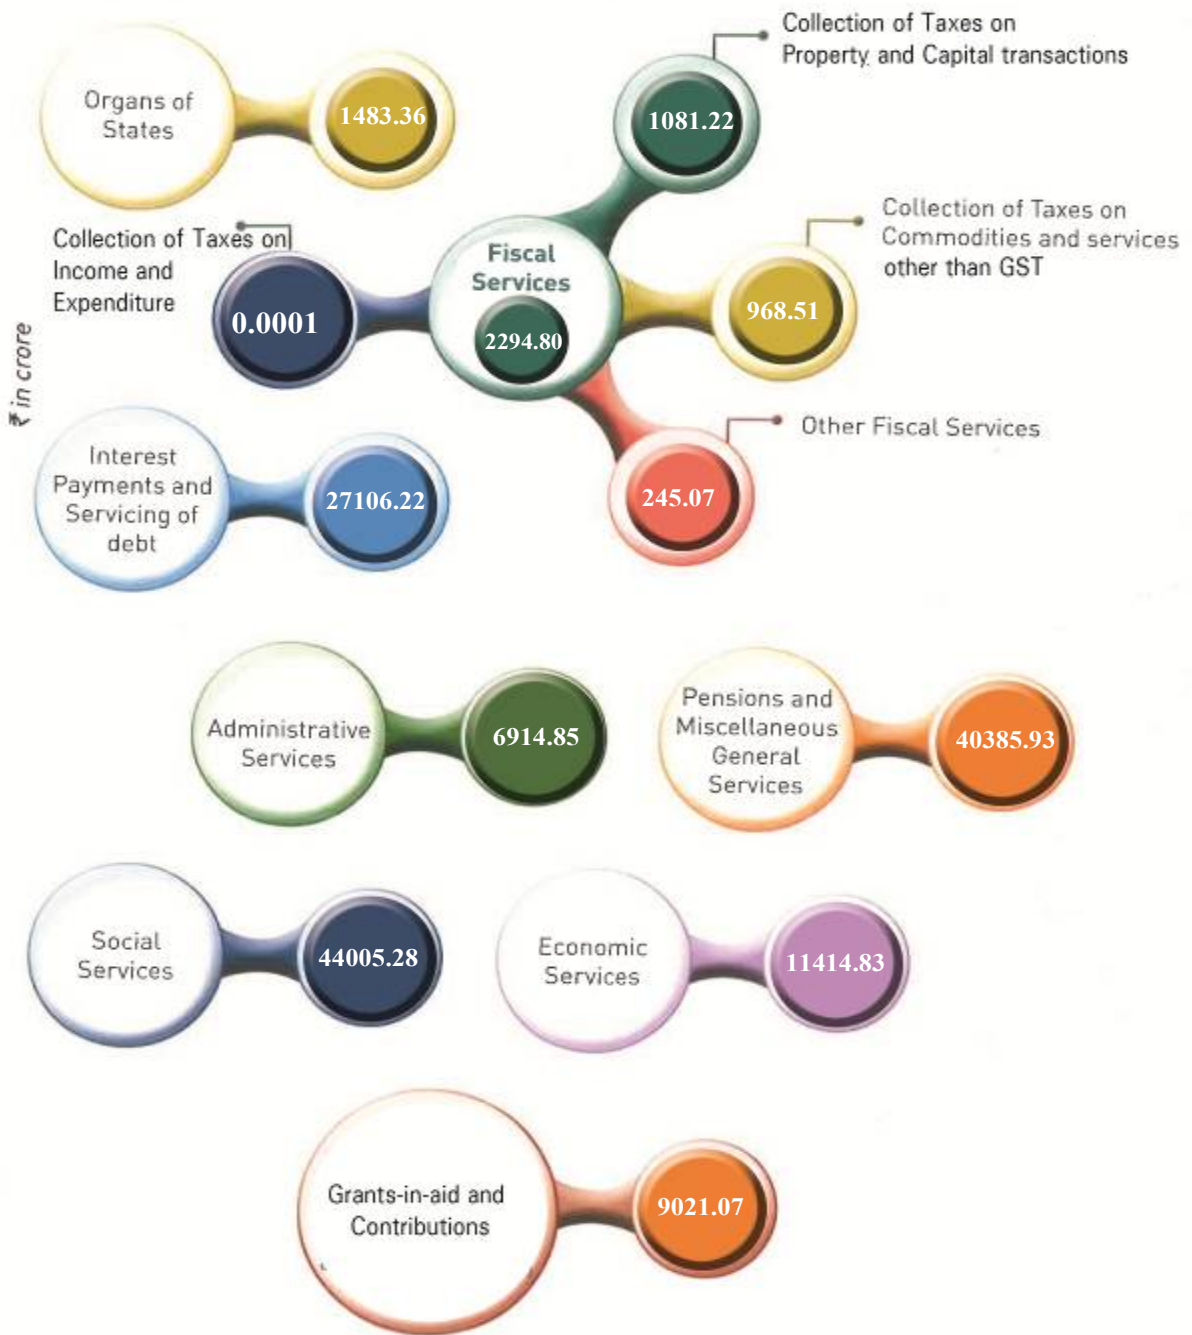 Collection of Taxes on
Property and Capital transactions
Organs of
States
1483.36
1081.22
Collection of Taxes on
Income and
Expenditure
0.0001
Fiscal
Services
2294.80
Collection of Taxes on
Commodities and services
other than GST
968.51
₹ in crore
Other Fiscal Services
245.07
Interest
Payments and
Servicing of
debt
27106.22
Administrative
Services
6914.85
Pensions and
Miscellaneous
General
Services
40385.93
Social
Services
44005.28
Economic
Services
11414.83
Grants-in-aid and
Contributions
9021.07